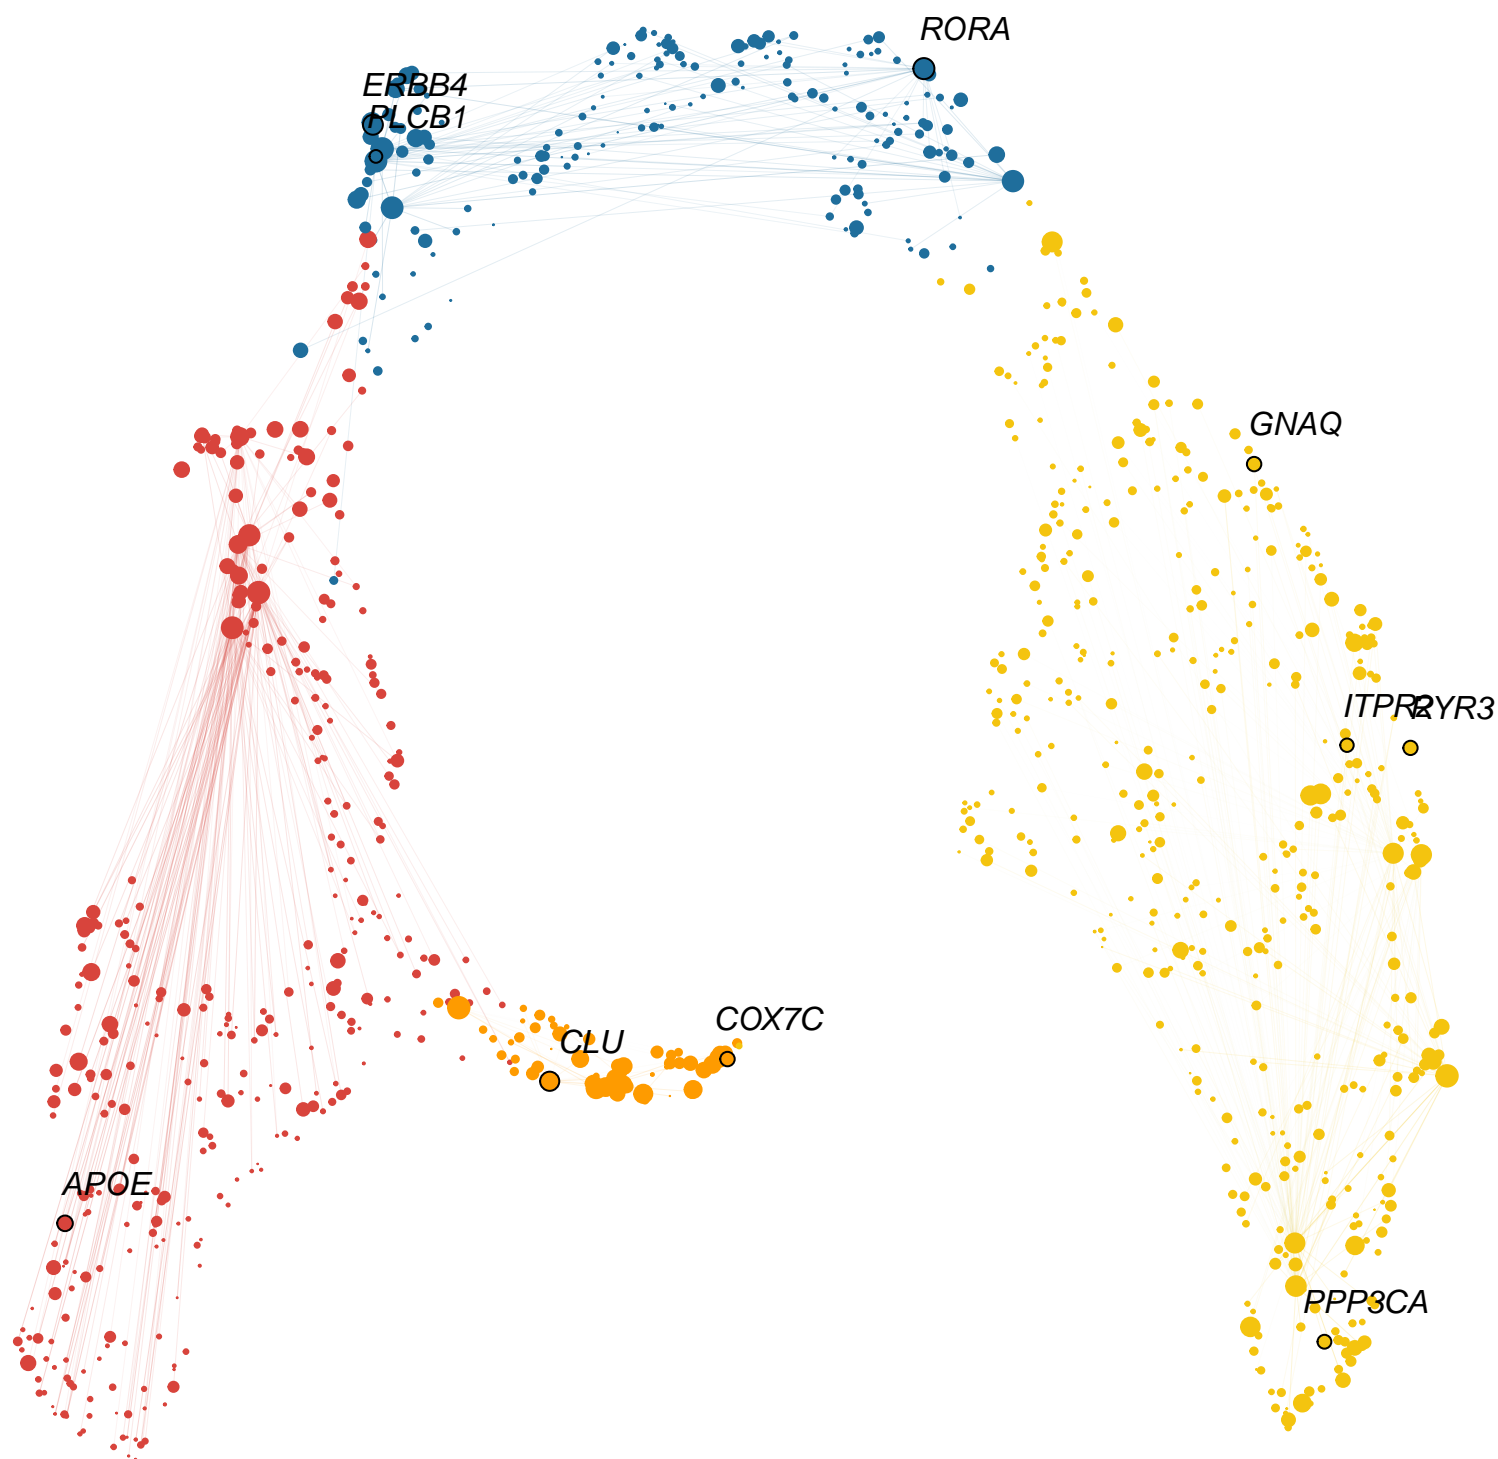 RORA
ERBB4
PLCB1
GNAQ
ITPR2
RYR3
COX7C
CLU
APOE
PPP3CA